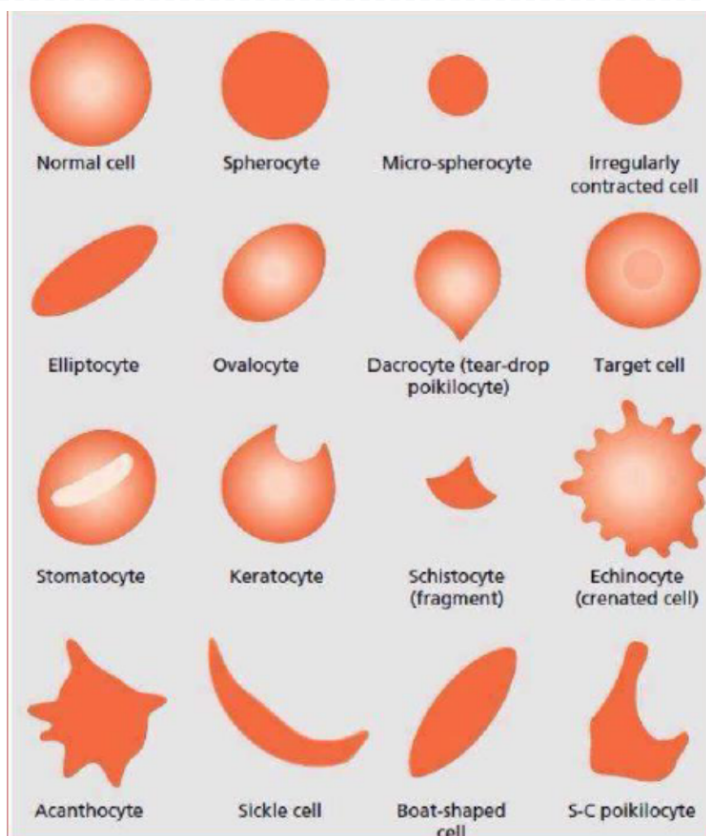 Normal cell
Spherocyte
Micro-spherocyte
Irregularly
contracted cell
Elliptocyte
Ovalocyte
Dacrocyte (tear-drop
poikilocyte)
Target cell
Stomatocyte
Keratocyte
Schistocyte
(fragment)
Echinocyte
(crenated cell)
Acanthocyte
Sickle cell
Boat-shaped
cell
S-C poikilocyte